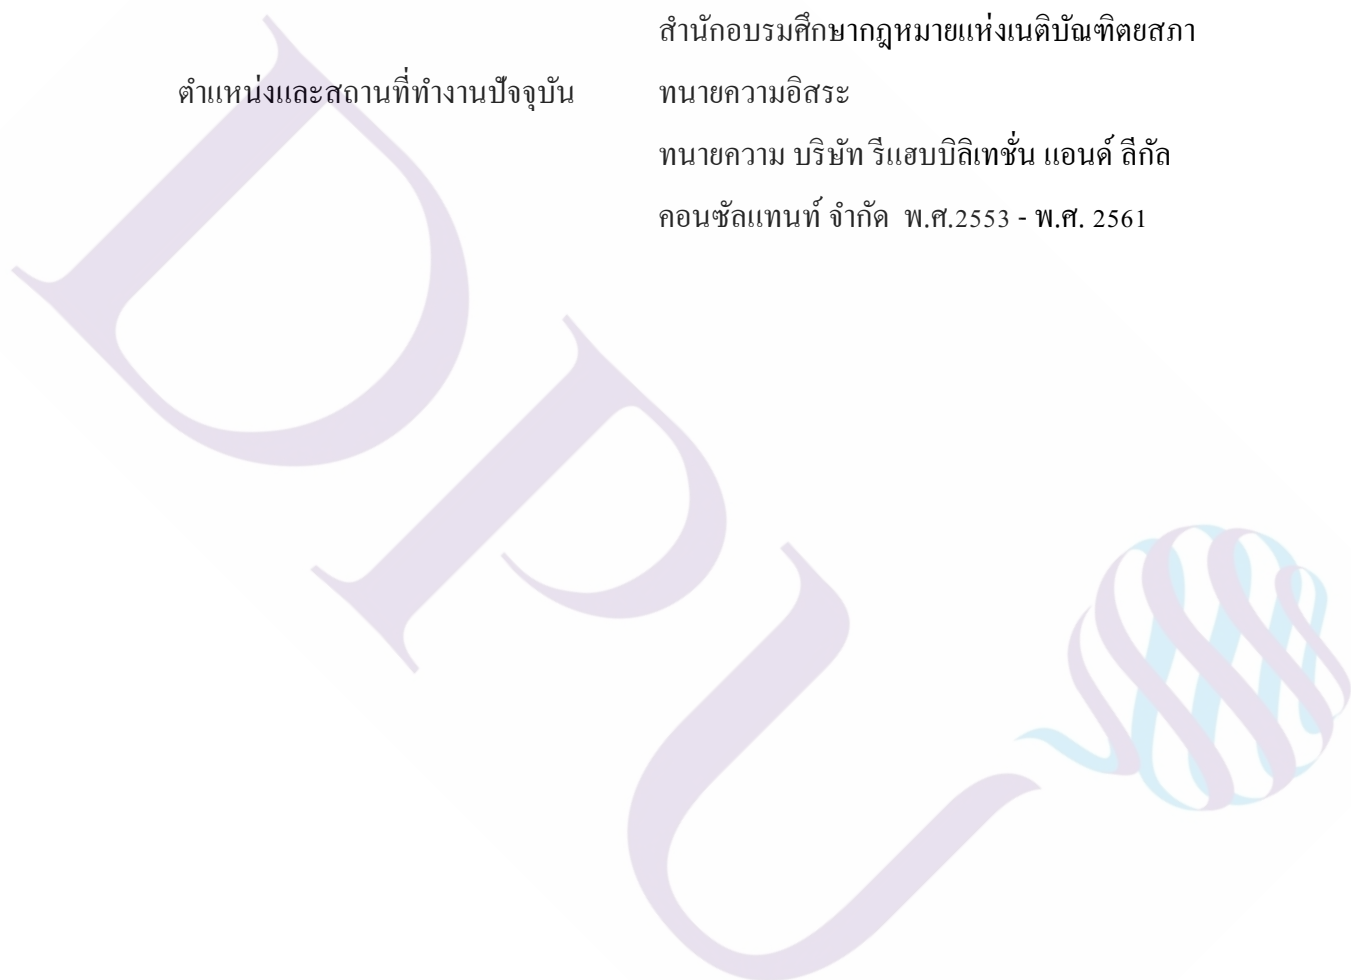 สำนักอบรมศึกษากฎหมายแห่งเนติบัณฑิตยสภา
ตำแหน่งและสถานที่ทำงานปัจจุบัน ทนายความอิสระ
ทนายความ บริษัท รีแฮบบิลิเทชั่น แอนด์ ลีกัล
คอนซัลแทนท์ จำกัด พ.ศ.2553 - พ.ศ. 2561
DPU